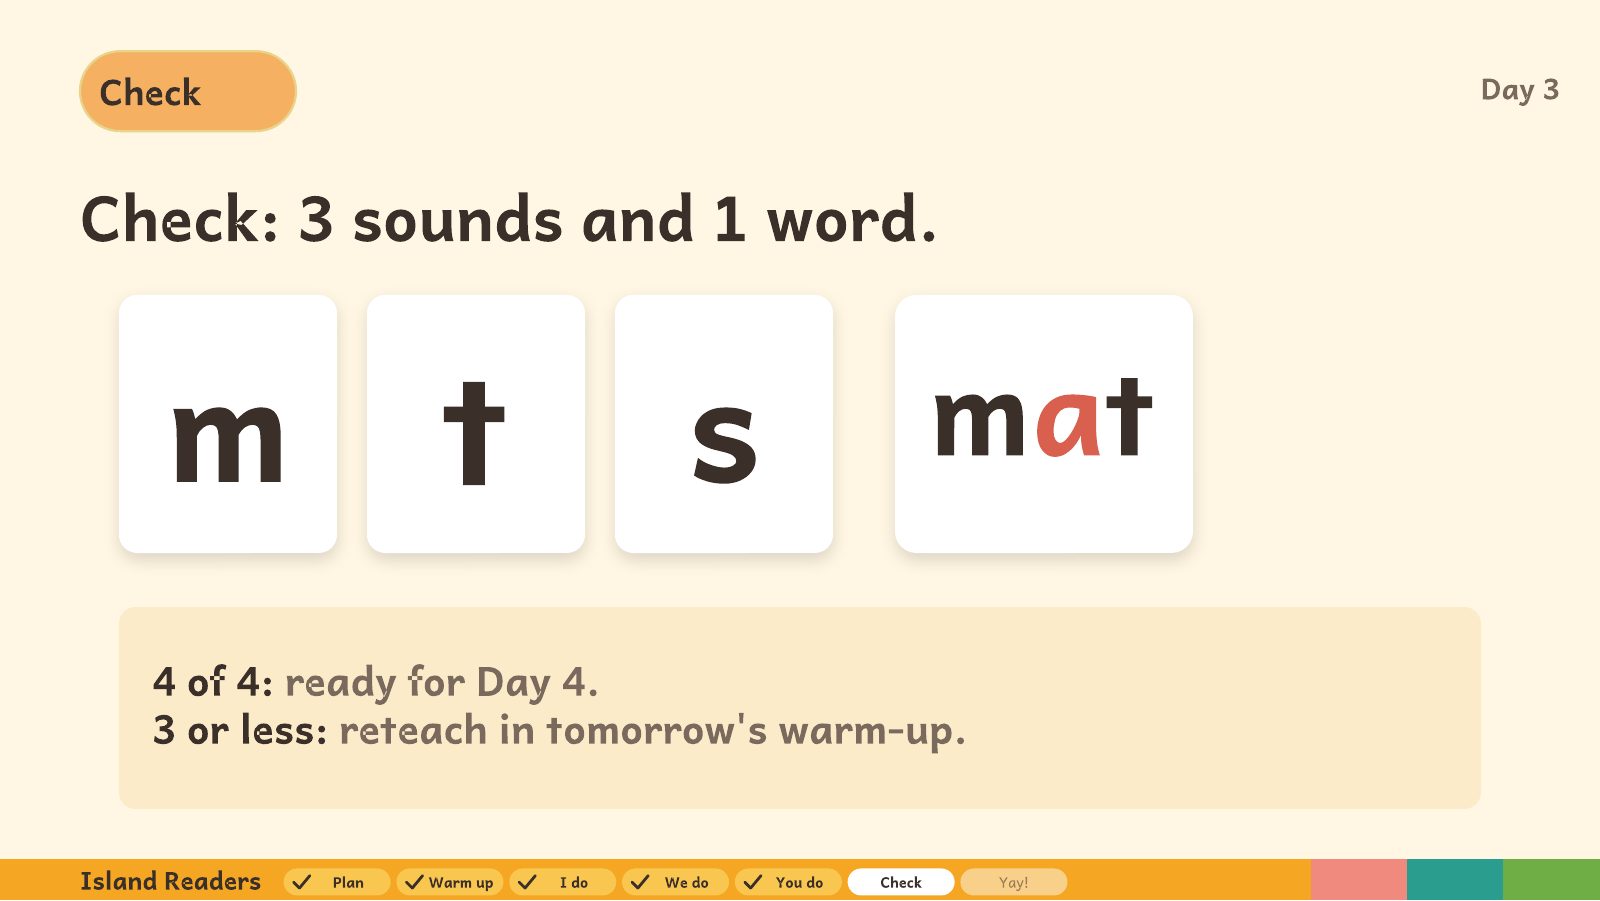 Check
Day 3
Check: 3 sounds and 1 word.
m
t
s
mat
4 of 4: ready for Day 4.
3 or less: reteach in tomorrow's warm-up.
Island Readers
Plan
Warm up
I do
We do
You do
Check
Yay!